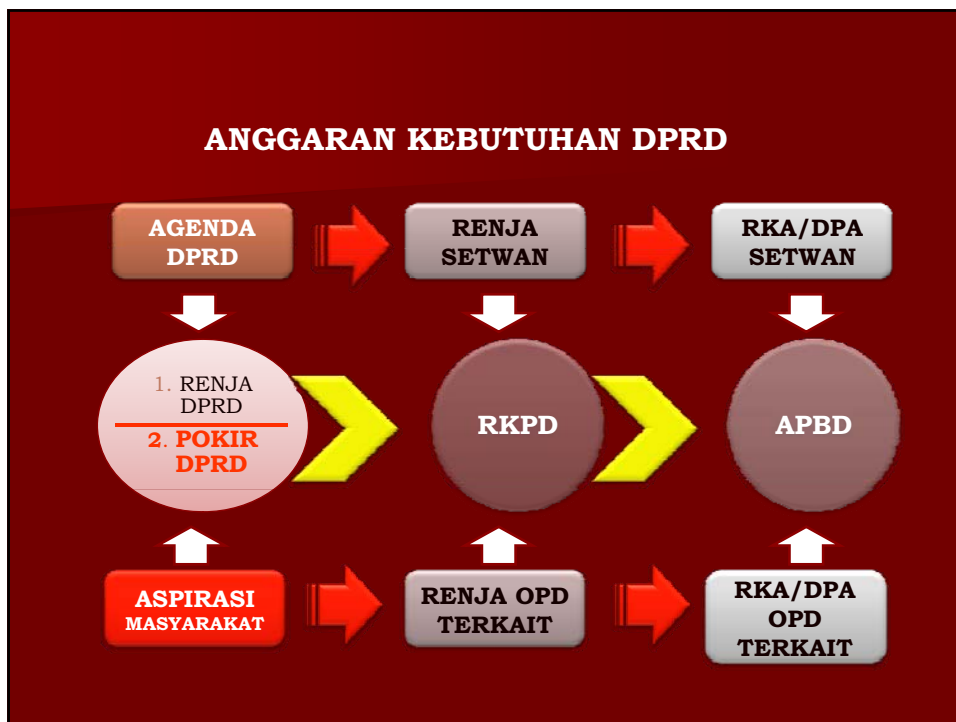 ANGGARAN KEBUTUHAN DPRD
AGENDA
DPRD
RENJA
SETWAN
RKA/DPA
SETWAN
1. RENJA
DPRD
2. POKIR
DPRD
RKPD
APBD
ASPIRASI
MASYARAKAT
RENJA OPD
TERKAIT
RKA/DPA
OPD
TERKAIT